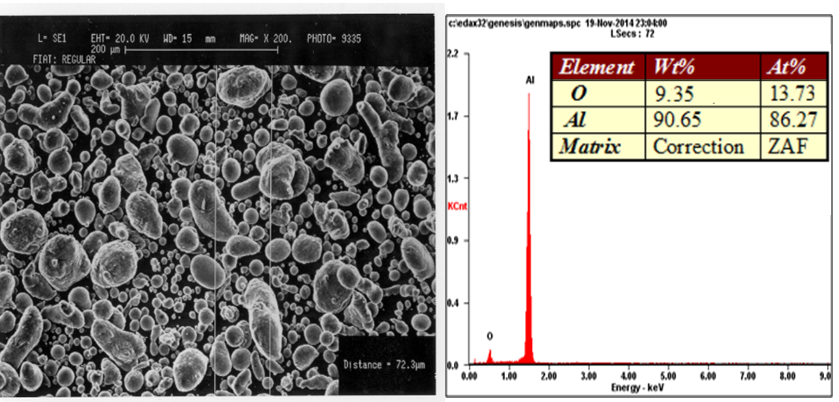 L= SE1 EHT= 20.0 KV WD= 15 mm MAG= X 200. PHOTO= 9335
200 µm
FIAT: REGULAR
Distance = 72.3µm
c:\edax32\genesis\genmaps.spc 19-Nov-2014 23:04:00
LSecs : 72
2.2
1.7
1.3
KCnt
0.9
0.4
0.0
Al
O
Element Wt% At%
O 9.35 13.73
Al 90.65 86.27
Matrix Correction ZAF
0.00 1.00 2.00 3.00 4.00 5.00 6.00 7.00 8.00 9.0
Energy - keV